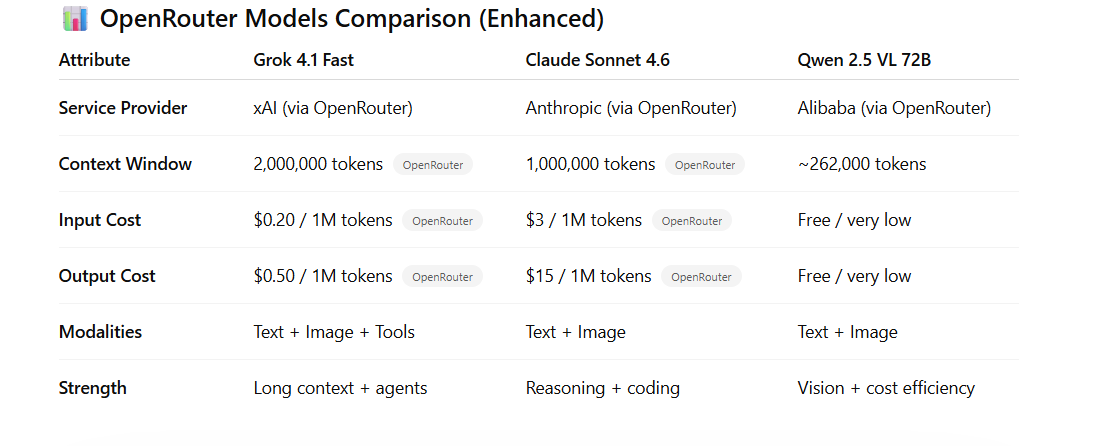 📊 OpenRouter Models Comparison (Enhanced)
Attribute Grok 4.1 Fast Claude Sonnet 4.6 Qwen 2.5 VL 72B
Service Provider xAI (via OpenRouter) Anthropic (via OpenRouter) Alibaba (via OpenRouter)
Context Window 2,000,000 tokens OpenRouter 1,000,000 tokens OpenRouter ~262,000 tokens
Input Cost $0.20 / 1M tokens OpenRouter $3 / 1M tokens OpenRouter Free / very low
Output Cost $0.50 / 1M tokens OpenRouter $15 / 1M tokens OpenRouter Free / very low
Modalities Text + Image + Tools Text + Image Text + Image
Strength Long context + agents Reasoning + coding Vision + cost efficiency